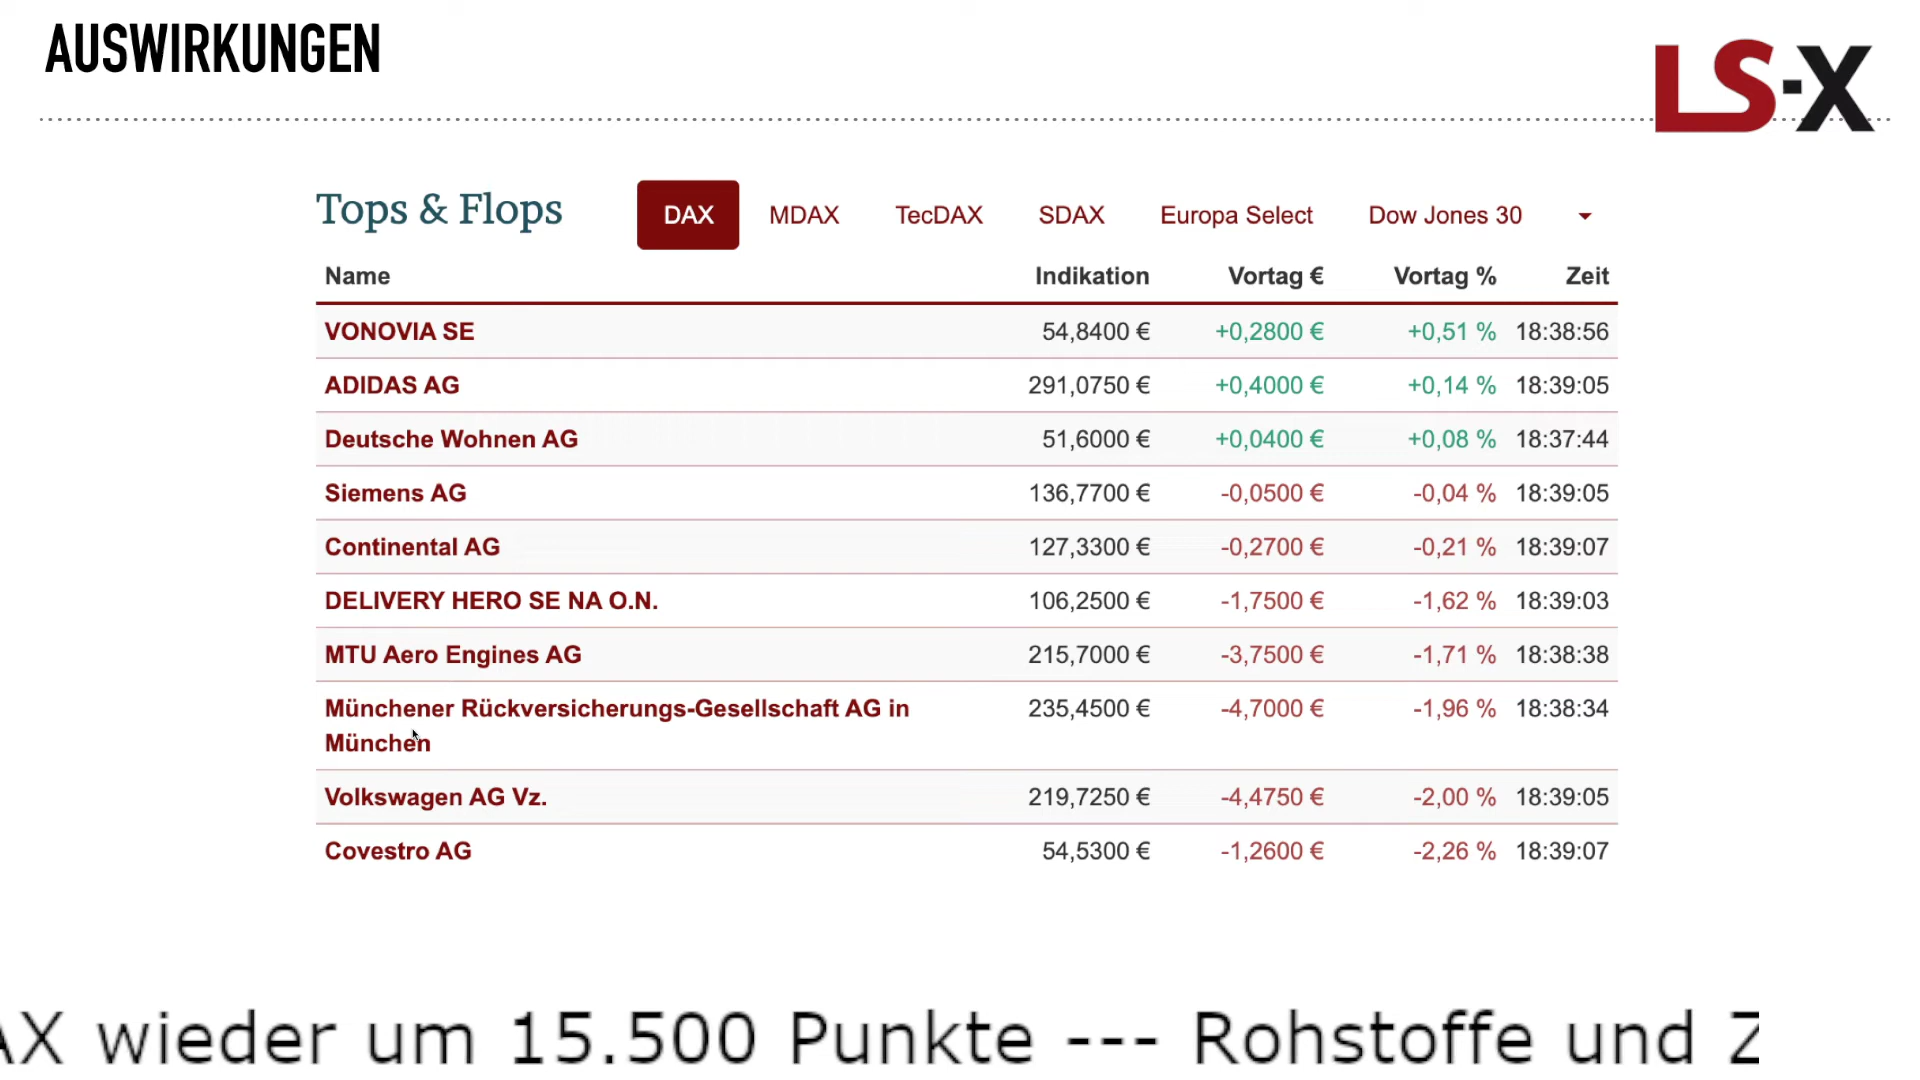 AUSWIRKUNGEN
LS-X
Tops & Flops DAX MDAX TecDAX SDAX Europa Select Dow Jones 30
Name Indikation Vortag € Vortag % Zeit
VONOVIA SE 54,8400 € +0,2800 € +0,51 % 18:38:56
ADIDAS AG 291,0750 € +0,4000 € +0,14 % 18:39:05
Deutsche Wohnen AG 51,6000 € +0,0400 € +0,08 % 18:37:44
Siemens AG 136,7700 € -0,0500 € -0,04 % 18:39:05
Continental AG 127,3300 € -0,2700 € -0,21 % 18:39:07
DELIVERY HERO SE NA O.N. 106,2500 € -1,7500 € -1,62 % 18:39:03
MTU Aero Engines AG 215,7000 € -3,7500 € -1,71 % 18:38:38
Münchener Rückversicherungs-Gesellschaft AG in 235,4500 € -4,7000 € -1,96 % 18:38:34
München
Volkswagen AG Vz. 219,7250 € -4,4750 € -2,00 % 18:39:05
Covestro AG 54,5300 € -1,2600 € -2,26 % 18:39:07
AX wieder um 15.500 Punkte --- Rohstoffe und Z